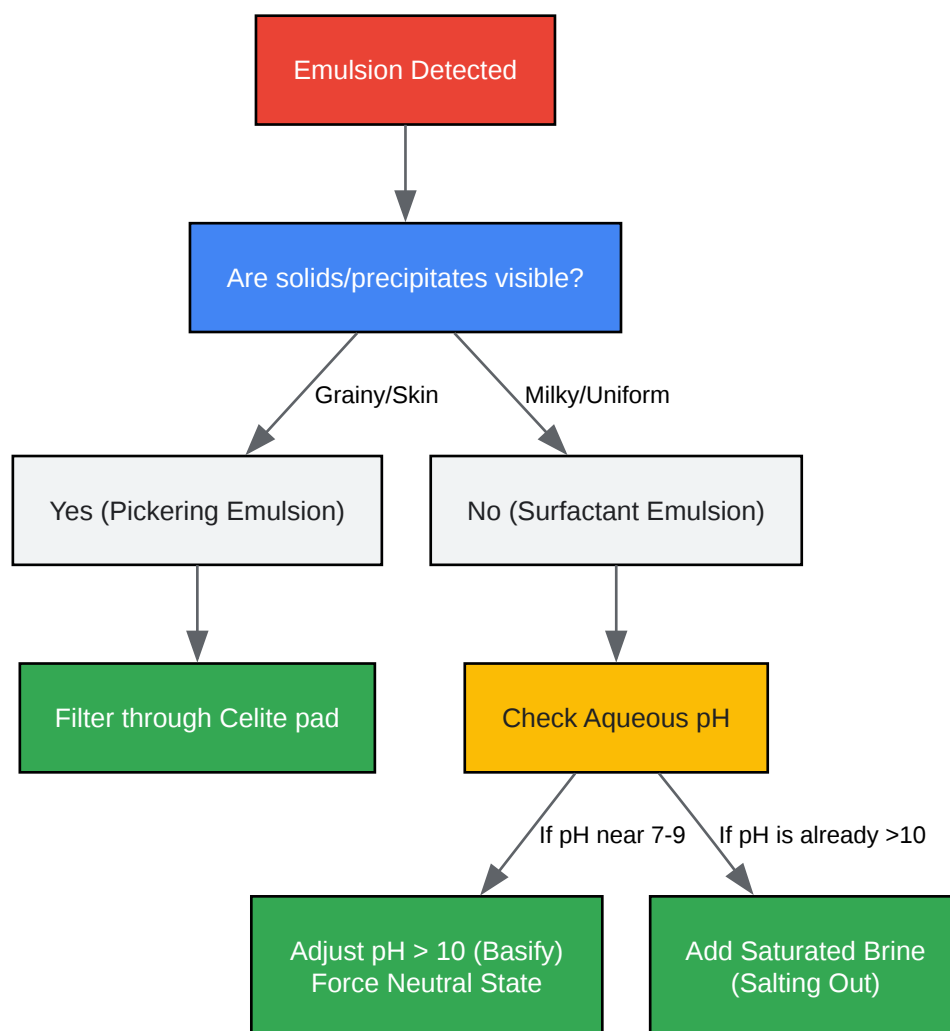 Emulsion Detected
Are solids/precipitates visible?
Grainy/Skin
Milky/Uniform
Yes (Pickering Emulsion)
No (Surfactant Emulsion)
Filter through Celite pad
Check Aqueous pH
If pH near 7-9
If pH is already >10
Adjust pH > 10 (Basify)
Force Neutral State
Add Saturated Brine
(Salting Out)